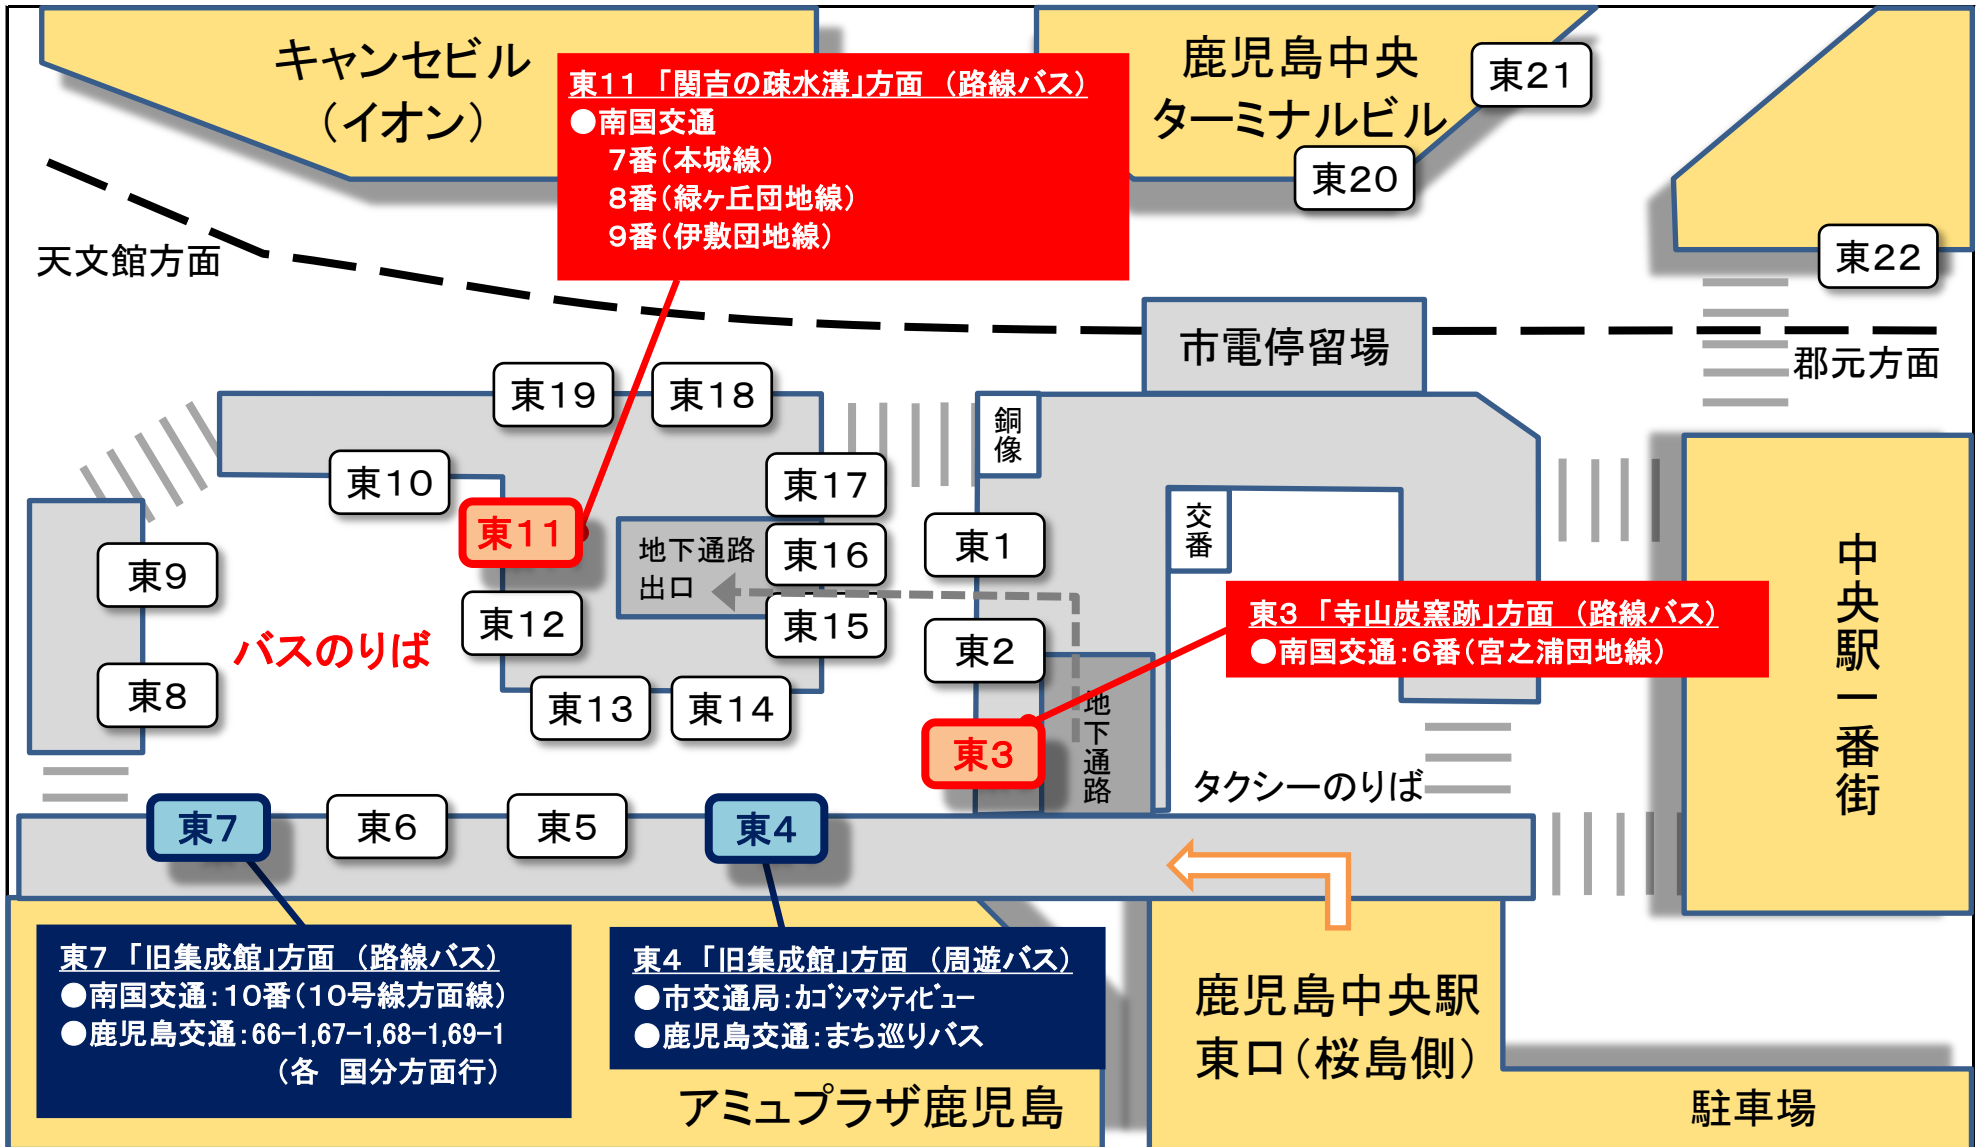 キャンセビル
（イオン）
鹿児島中央
ターミナルビル
東21
東20
東22
東11 「関吉の疎水溝」方面 （路線バス）
●南国交通
7番（本城線）
8番（緑ヶ丘団地線）
9番（伊敷団地線）
天文館方面
市電停留場
郡元方面
東19
東18
東10
東17
東11
東16
東15
東12
東13
東14
地下通路
出口
東9
東8
バスのりば
銅像
交番
東1
東2
東3
地下通路
東3 「寺山炭窯跡」方面 （路線バス）
●南国交通：6番（宮之浦団地線）
中央駅一番街
タクシーのりば
東7
東6
東5
東4
東7 「旧集成館」方面 （路線バス）
●南国交通：10番（10号線方面線）
●鹿児島交通：66-1,67-1,68-1,69-1
（各 国分方面行）
東4 「旧集成館」方面 （周遊バス）
●市交通局：ｶｺﾞｼﾏｼﾃｨﾋﾞｭｰ
●鹿児島交通：まち巡りバス
アミュプラザ鹿児島
鹿児島中央駅
東口（桜島側）
駐車場